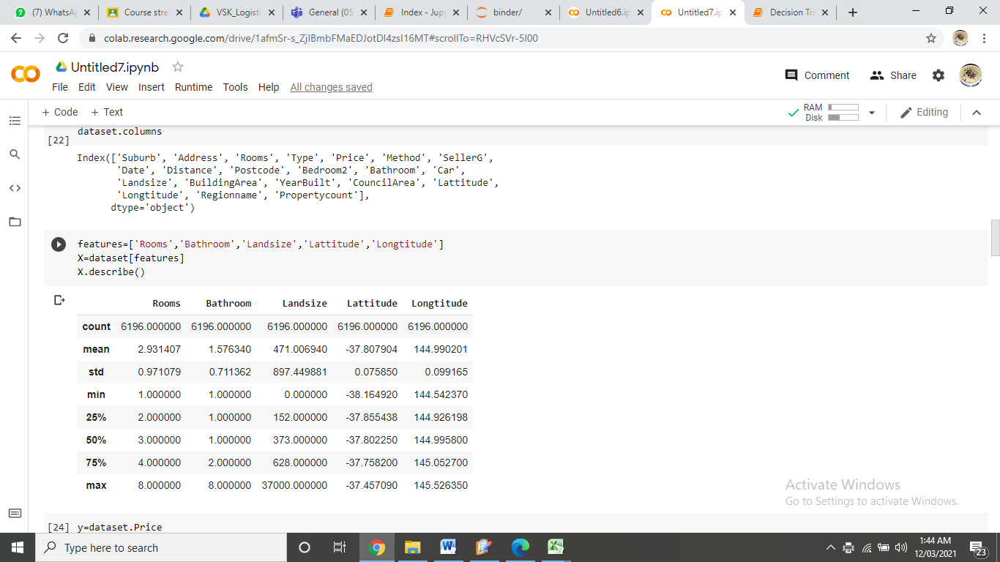 (7) WhatsA
Course stre
VSK_Logisti
General (05
Index - Jup
binder/
Untitled6.ip
Untitled7.ip
Decision Tre
colab.research.google.com/drive/1afmSr-s_ZjIBmbFMaEDJotDI4zsI16MT#scrollTo=RHVcSVr-5I00
Untitled7.ipynb
Comment
Share
File Edit View Insert Runtime Tools Help All changes saved
+ Code + Text
RAM
Disk
Editing
dataset.columns
[22]
Index(['Suburb', 'Address', 'Rooms', 'Type', 'Price', 'Method', 'SellerG',
'Date', 'Distance', 'Postcode', 'Bedroom2', 'Bathroom', 'Car',
'Landsize', 'BuildingArea', 'YearBuilt', 'CouncilArea', 'Lattitude',
'Longtitude', 'Regionname', 'Propertycount'],
dtype='object')
features=['Rooms','Bathroom','Landsize','Lattitude','Longtitude']
X=dataset[features]
X.describe()
Rooms Bathroom Landsize Lattitude Longtitude
count 6196.000000 6196.000000 6196.000000 6196.000000 6196.000000
mean 2.931407 1.576340 471.006940 -37.807904 144.990201
std 0.971079 0.711362 897.449881 0.075850 0.099165
min 1.000000 1.000000 0.000000 -38.164920 144.542370
25% 2.000000 1.000000 152.000000 -37.855438 144.926198
50% 3.000000 1.000000 373.000000 -37.802250 144.995800
75% 4.000000 2.000000 628.000000 -37.758200 145.052700
max 8.000000 8.000000 37000.000000 -37.457090 145.526350
Activate Windows
Go to Settings to activate Windows.
[24] y=dataset.Price
Type here to search
1:44 AM
12/03/2021
23